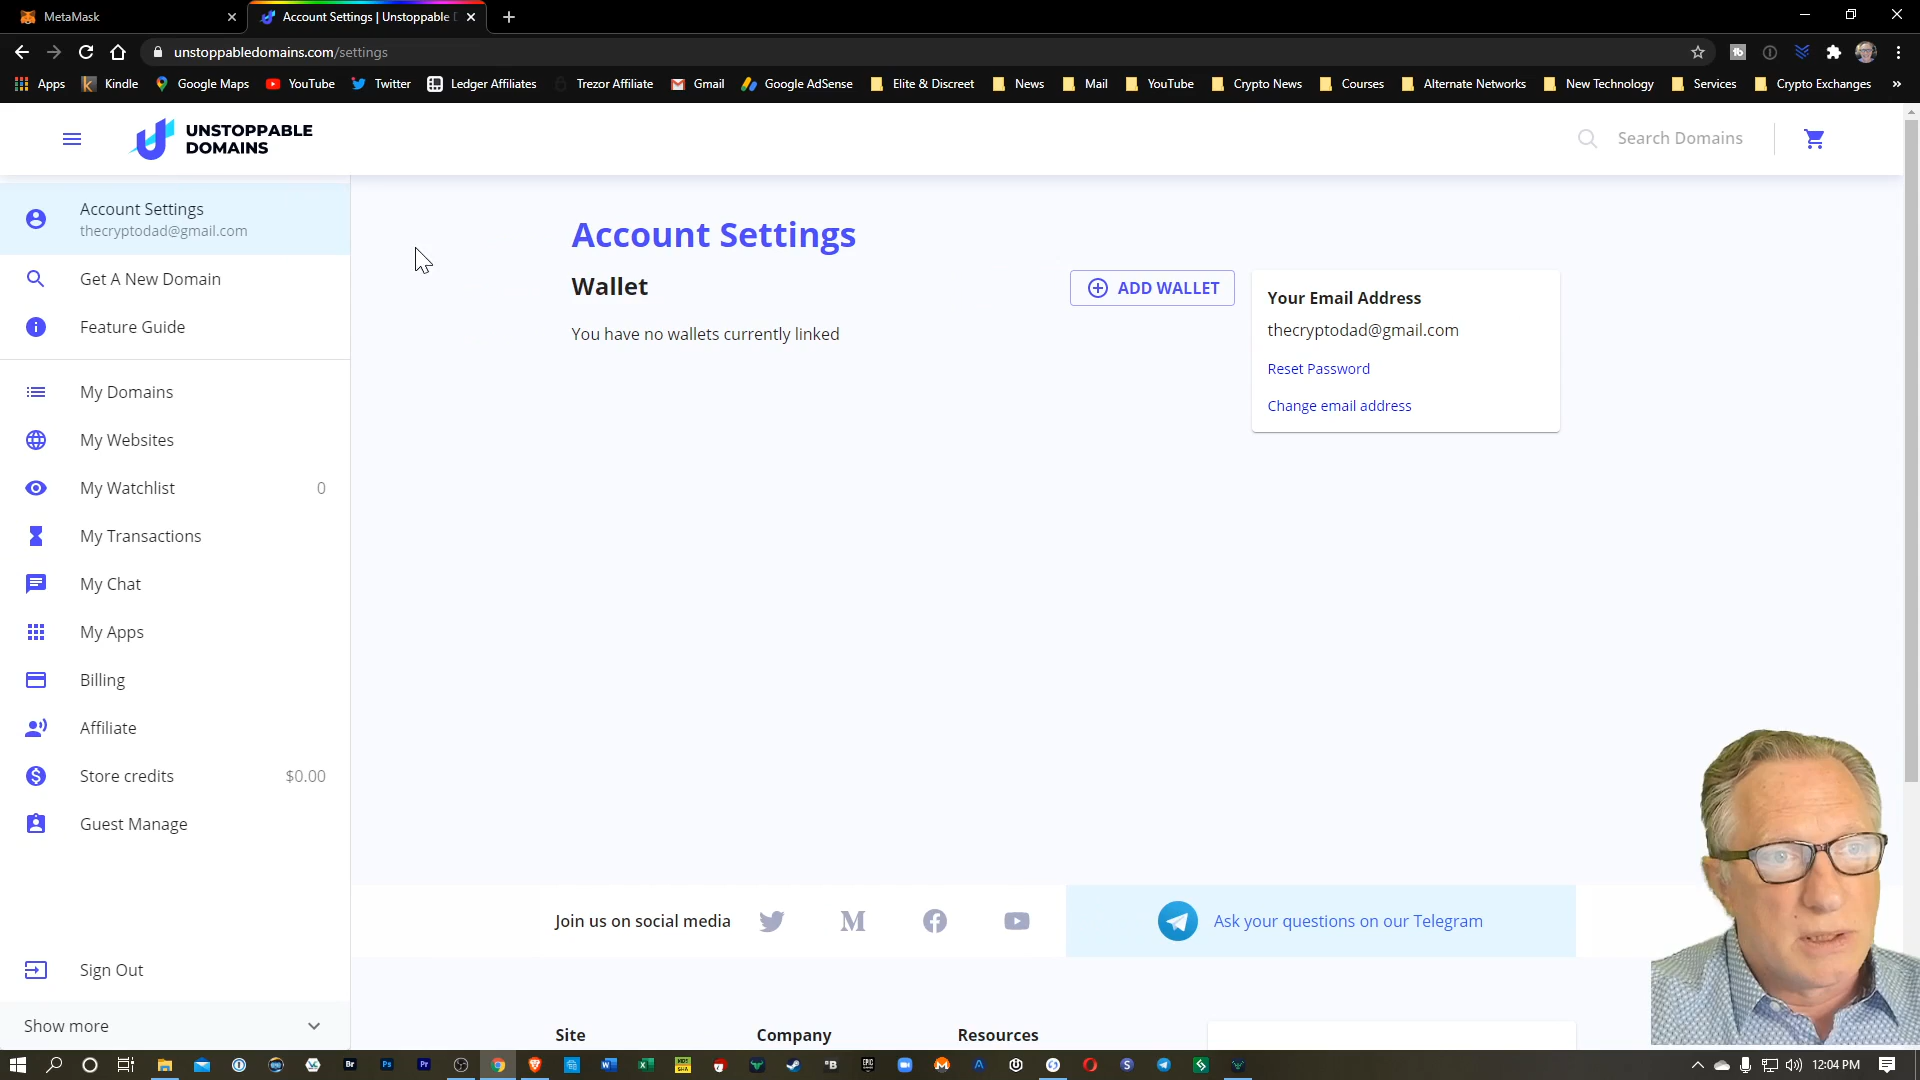 MetaMask
Account Settings | Unstoppable
unstoppabledomains.com/settings
Apps
Kindle
Google Maps
YouTube
Twitter
Ledger Affiliates
Trezor Affiliate
Gmail
Google AdSense
Elite & Discreet
News
Mail
YouTube
Crypto News
Courses
Alternate Networks
New Technology
Services
Crypto Exchanges
UNSTOPPABLE
DOMAINS
Search Domains
Account Settings
thecryptodad@gmail.com
Get A New Domain
Feature Guide
My Domains
My Websites
My Watchlist 0
My Transactions
My Chat
My Apps
Billing
Affiliate
Store credits $0.00
Guest Manage
Sign Out
Show more
Account Settings
Wallet
ADD WALLET
You have no wallets currently linked
Your Email Address
thecryptodad@gmail.com
Reset Password
Change email address
Join us on social media
Ask your questions on our Telegram
Site
Company
Resources
12:04 PM